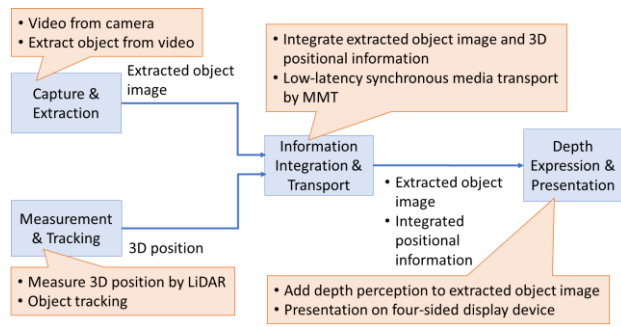 • Video from camera
• Extract object from video
Capture &
Extraction
Extracted object
image
• Integrate extracted object image and 3D
positional information
• Low-latency synchronous media transport
by MMT
Information
Integration &
Transport
Depth
Expression &
Presentation
• Extracted object
image
• Integrated
positional
information
Measurement
& Tracking
3D position
• Measure 3D position by LiDAR
• Object tracking
• Add depth perception to extracted object image
• Presentation on four-sided display device